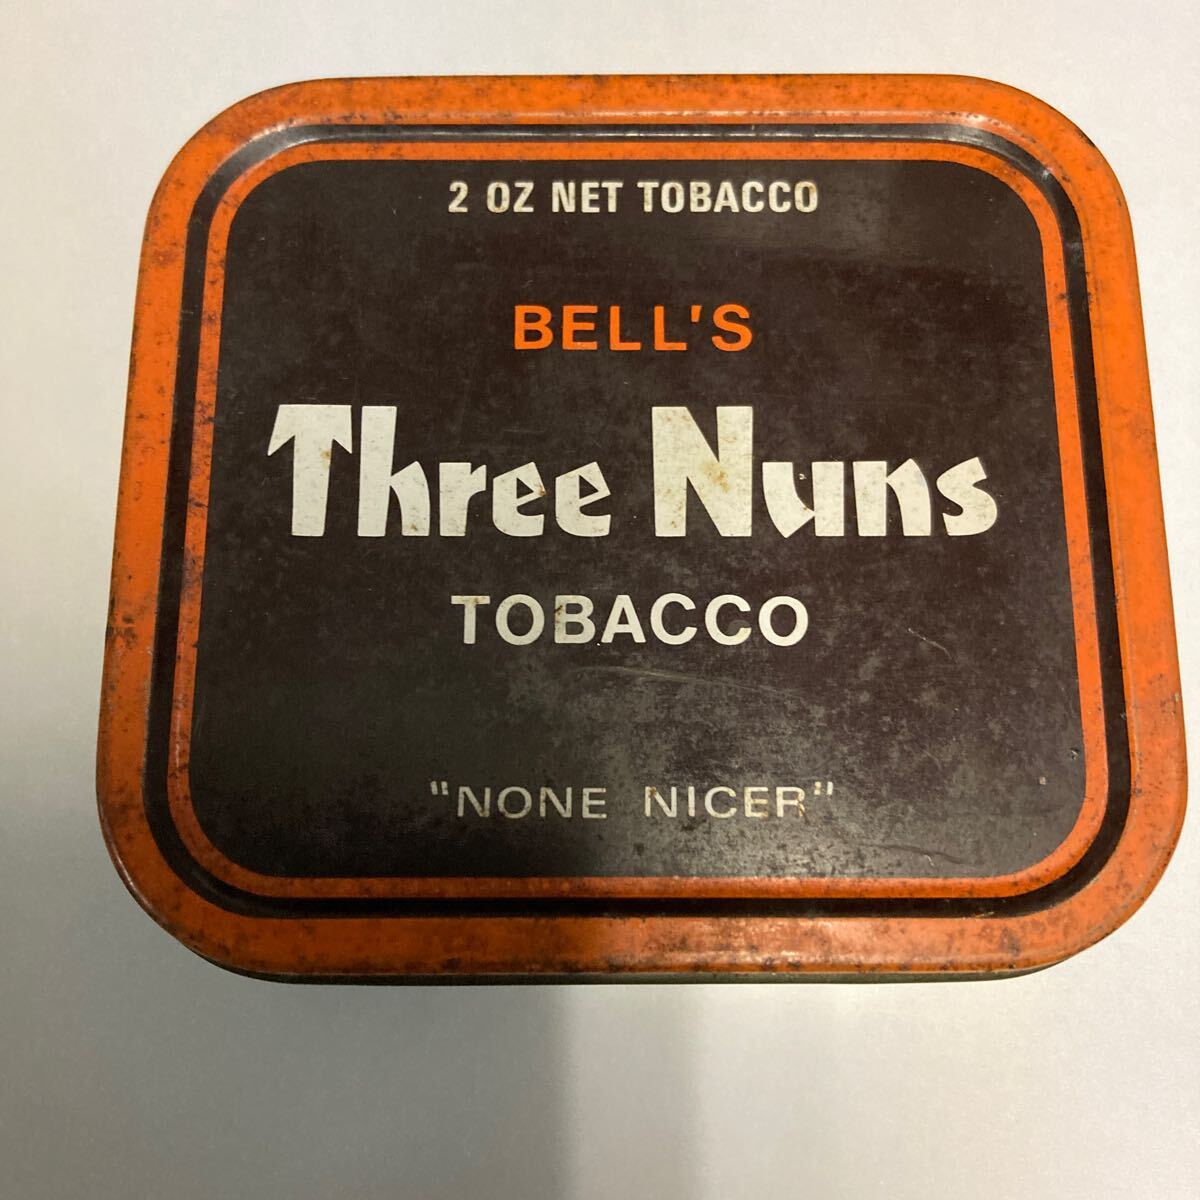 2 OZ NET TOBACCO
BELL'S
Three Nuns
TOBACCO
"NONE NICER"